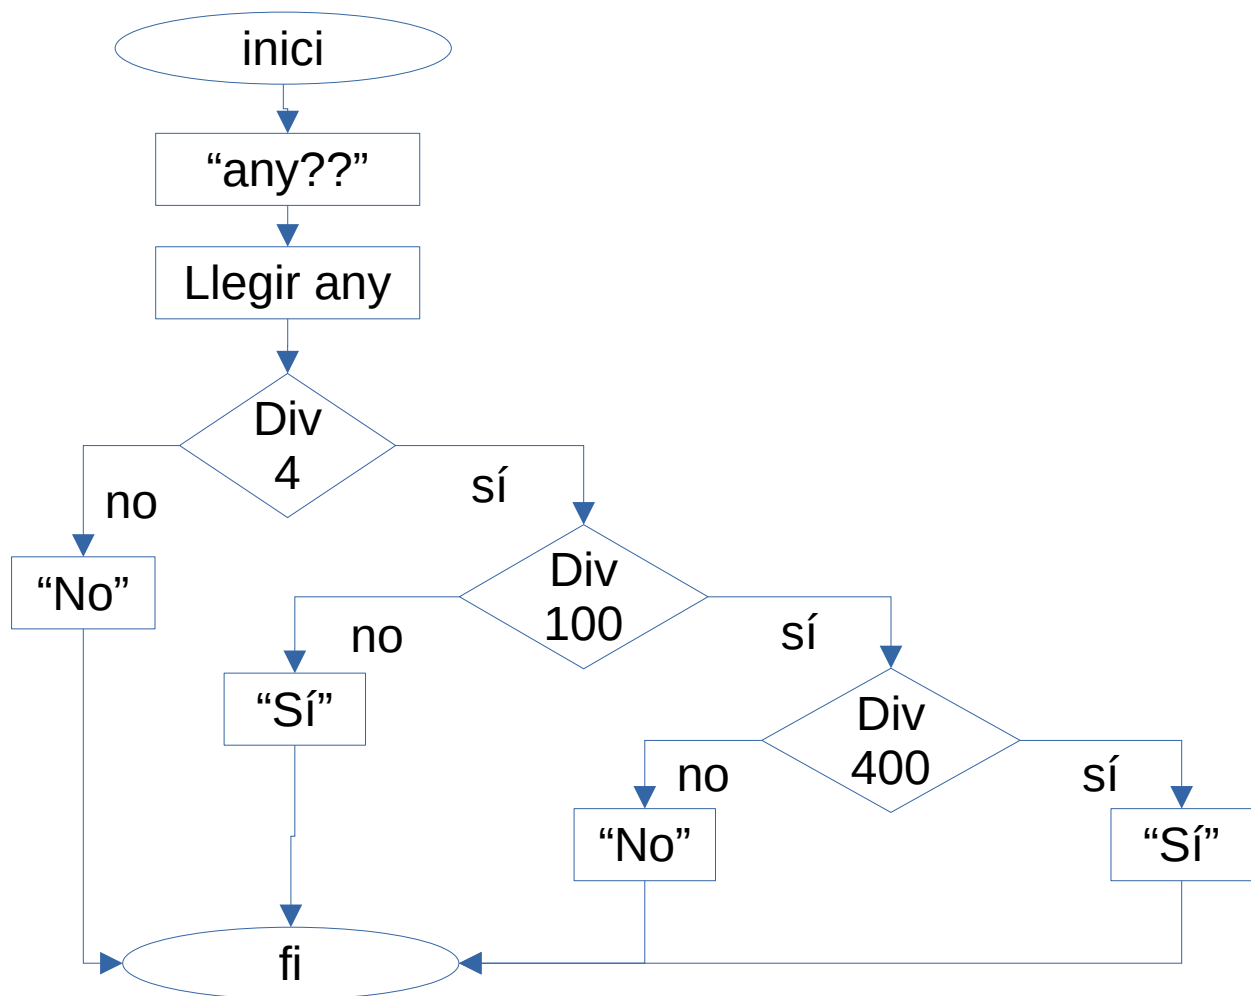 inici
“any??”
Llegir any
Div
4
no
sí
“No”
Div
100
no
sí
“Sí”
Div
400
no
sí
“No”
“Sí”
fi